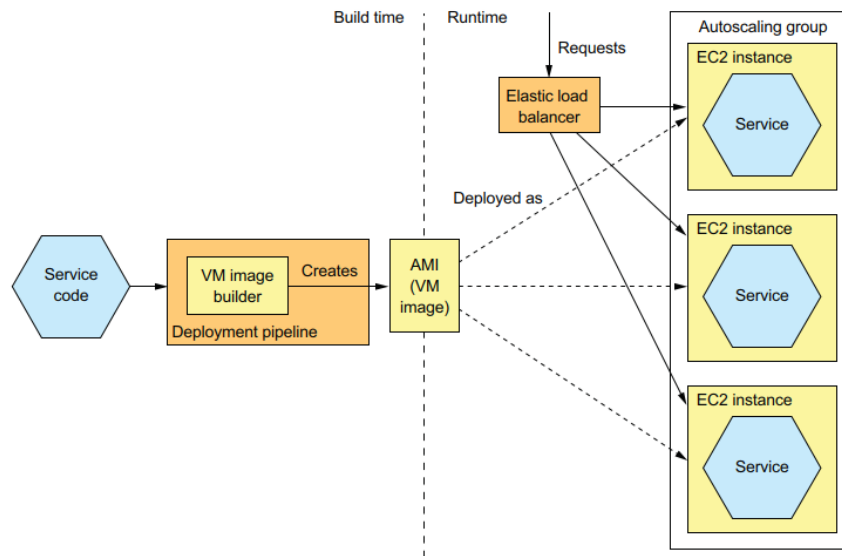 Build time
Runtime
Requests
Autoscaling group
EC2 instance
Service
Elastic load
balancer
Deployed as
EC2 instance
Service
Service
code
VM image
builder
Creates
Deployment pipeline
AMI
(VM
image)
EC2 instance
Service